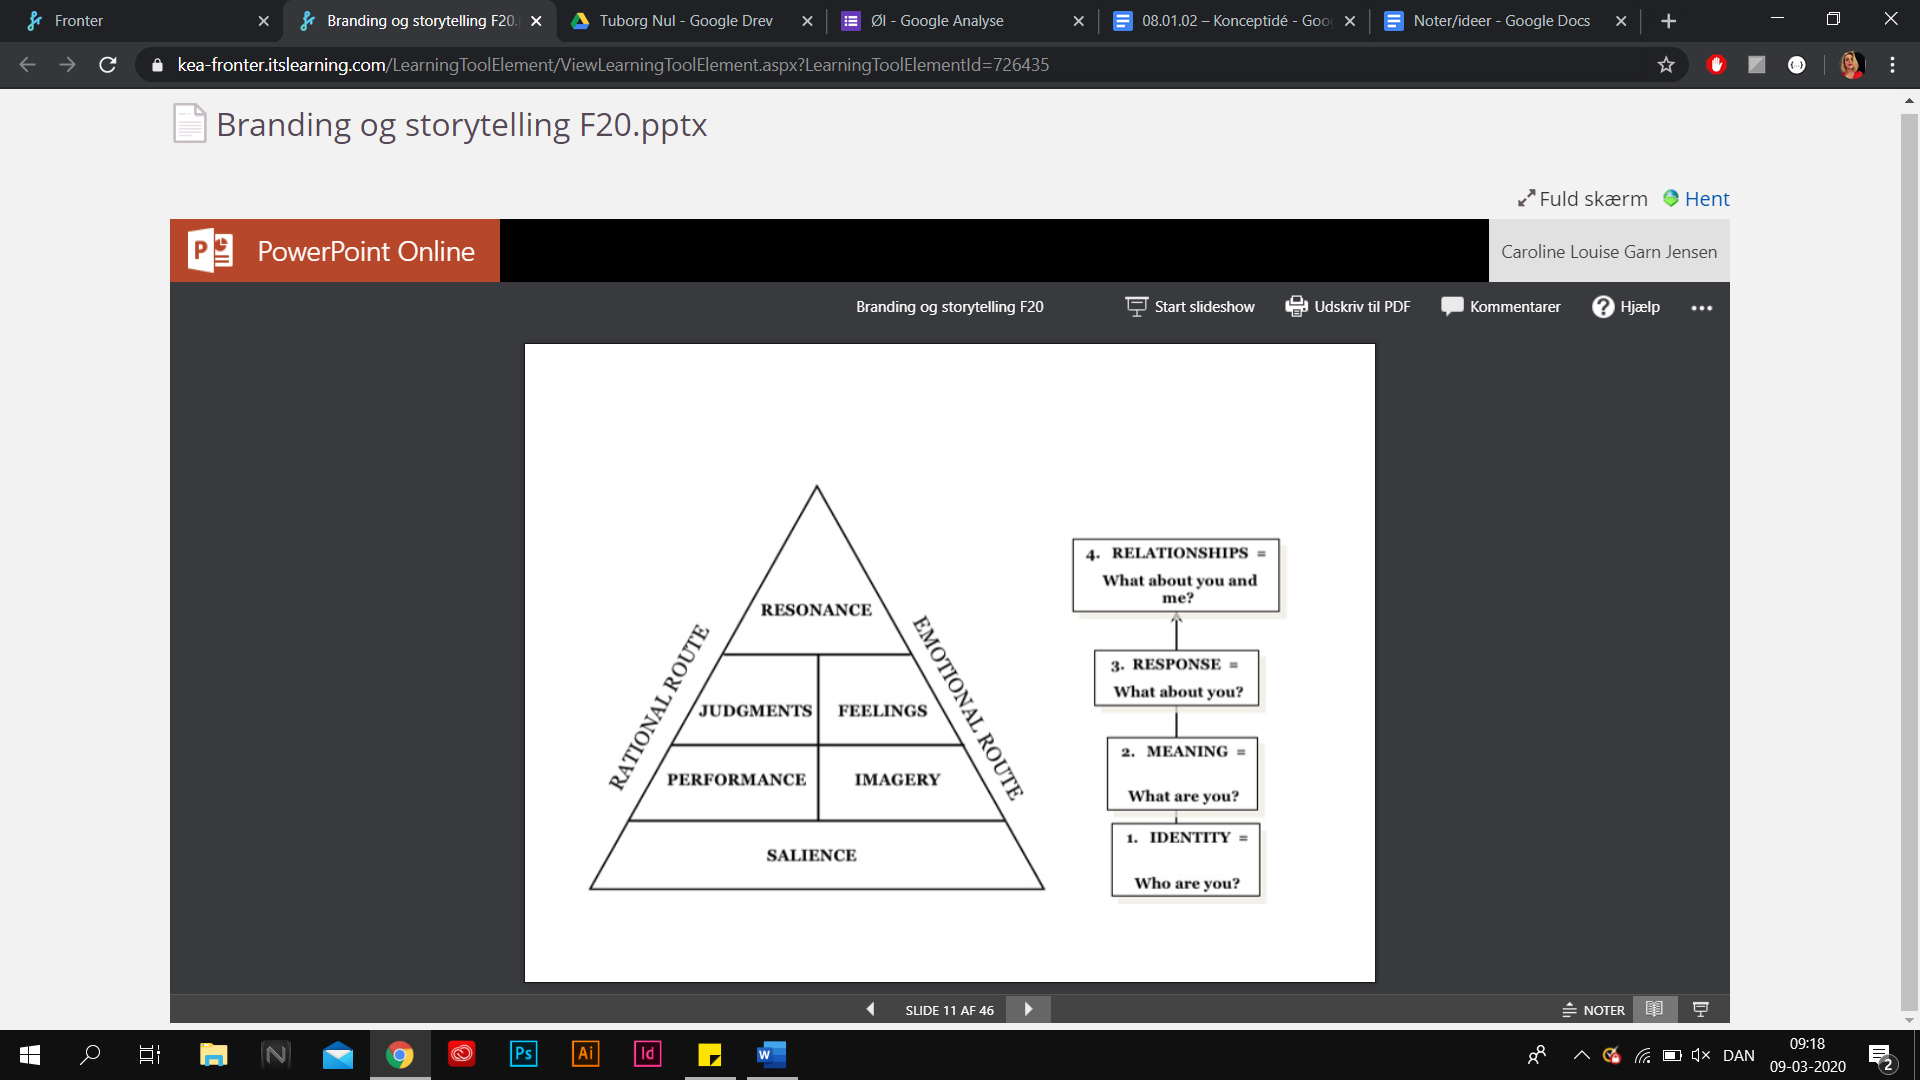 Fronter
Branding og storytelling F20.
Tuborg Nul - Google Drev
Øl - Google Analyse
08.01.02 – Konceptidé - Goo
Noter/ideer - Google Docs
kea-fronter.itslearning.com/LearningToolElement/ViewLearningToolElement.aspx?LearningToolElementId=726435
Branding og storytelling F20.pptx
Fuld skærm
Hent
PowerPoint Online
Caroline Louise Garn Jensen
Branding og storytelling F20
Start slideshow
Udskriv til PDF
Kommentarer
Hjælp
RESONANCE
RATIONAL ROUTE
EMOTIONAL ROUTE
JUDGMENTS
FEELINGS
PERFORMANCE
IMAGERY
SALIENCE
4. RELATIONSHIPS =
What about you and
me?
3. RESPONSE =
What about you?
2. MEANING =
What are you?
1. IDENTITY =
Who are you?
SLIDE 11 AF 46
NOTER
Ps
Ai
Id
DAN
09:18
09-03-2020
2